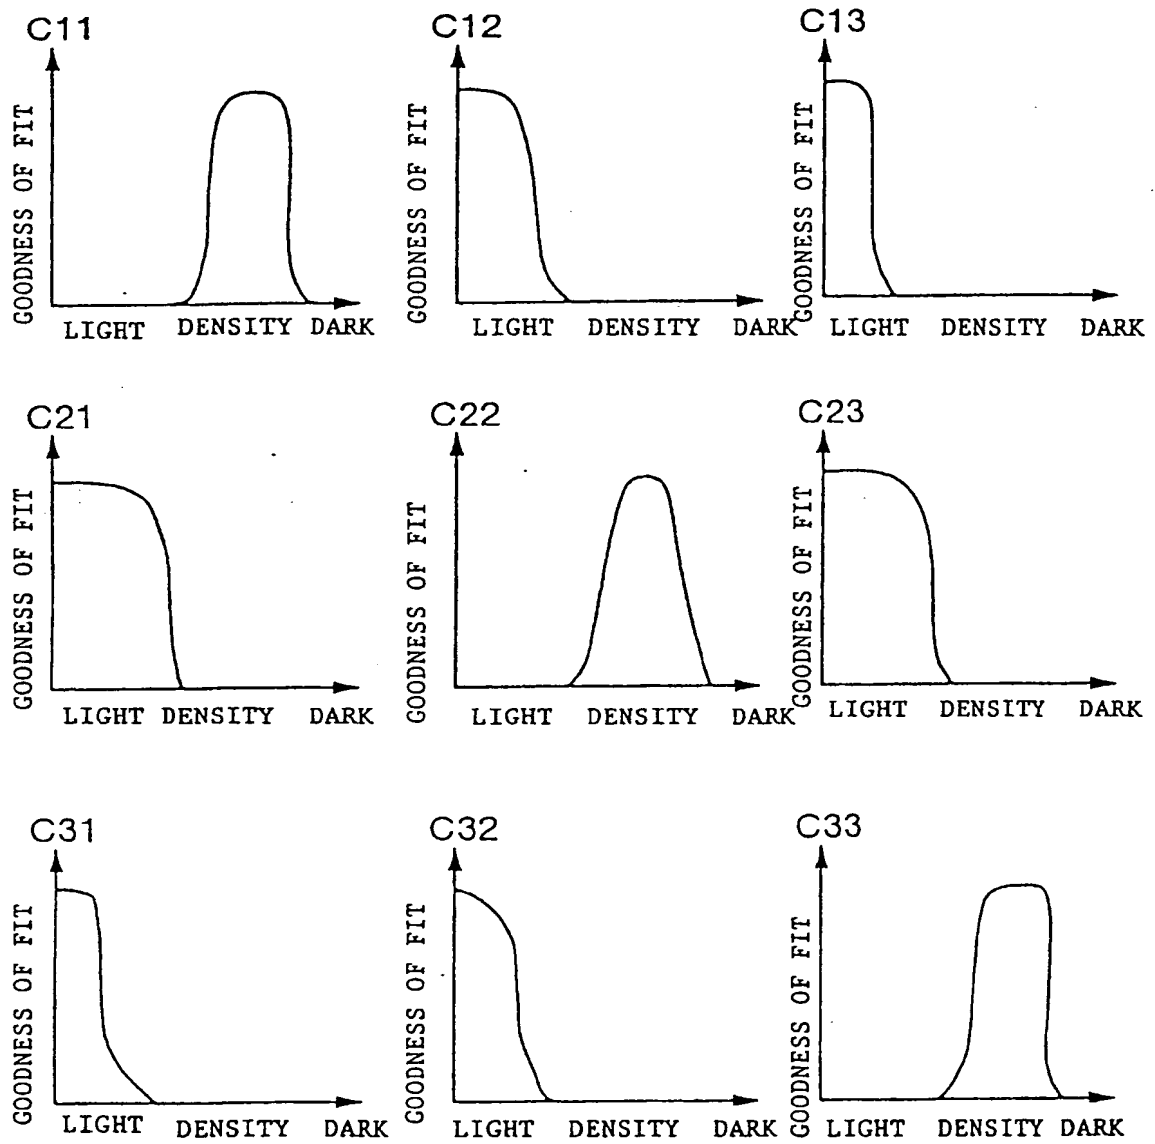 C11
GOODNESS OF FIT
LIGHT DENSITY DARK
C12
GOODNESS OF FIT
LIGHT DENSITY DARK
C13
GOODNESS OF FIT
LIGHT DENSITY DARK
C21
GOODNESS OF FIT
LIGHT DENSITY DARK
C22
GOODNESS OF FIT
LIGHT DENSITY DARK
C23
GOODNESS OF FIT
LIGHT DENSITY DARK
C31
GOODNESS OF FIT
LIGHT DENSITY DARK
C32
GOODNESS OF FIT
LIGHT DENSITY DARK
C33
GOODNESS OF FIT
LIGHT DENSITY DARK